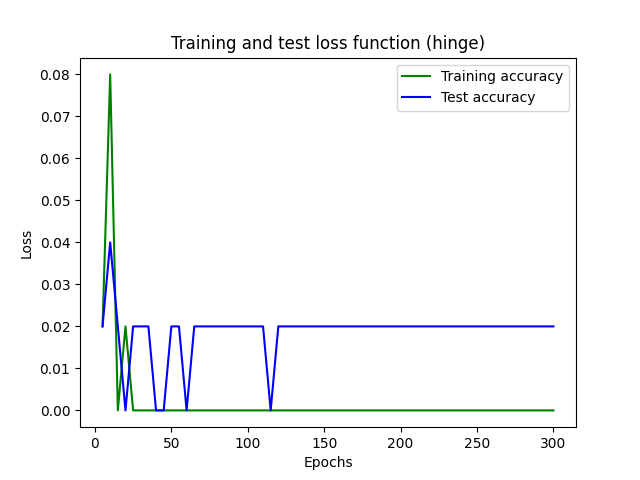 Training and test loss function (hinge)
Training accuracy
Test accuracy
0.08
0.07
0.06
0.05
0.04
0.03
0.02
0.01
0.00
Loss
0 50 100 150 200 250 300
Epochs